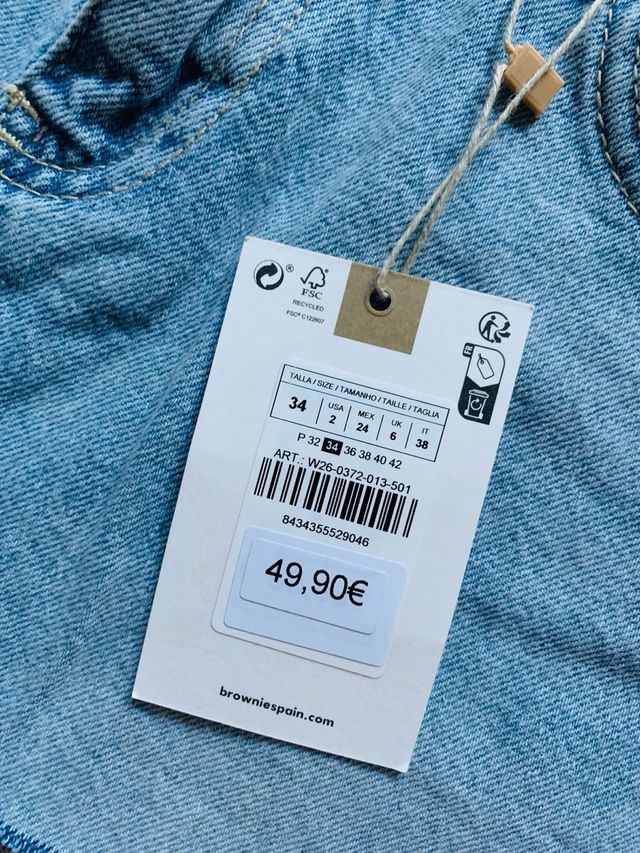 ®
FSC®
RECYCLED
FSC® C122607
FR
TALLA / SIZE / TAMANHO / TAILLE / TAGLIA
34 USA 2 MEX 24 UK 6 IT 38
P 32 34 36 38 40 42
ART.: W26-0372-013-501
8434355529046
49,90€
browniespain.com